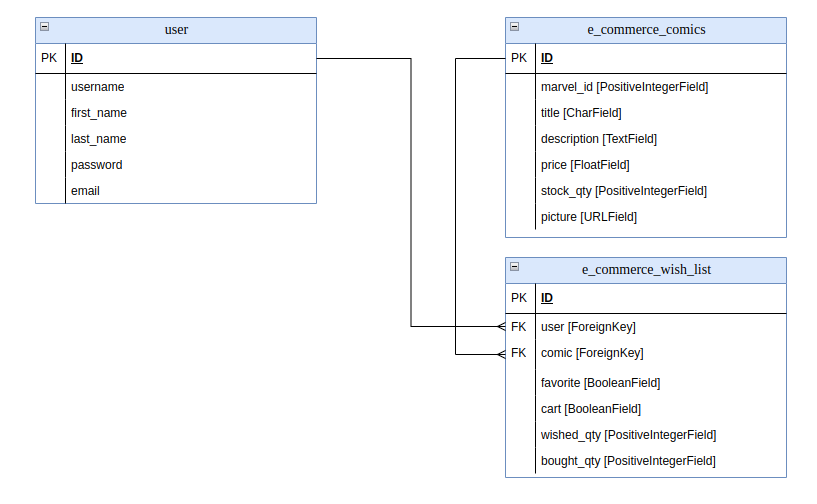 user
PK ID
username
first_name
last_name
password
email
e_commerce_comics
PK ID
marvel_id [PositiveIntegerField]
title [CharField]
description [TextField]
price [FloatField]
stock_qty [PositiveIntegerField]
picture [URLField]
e_commerce_wish_list
PK ID
FK user [ForeignKey]
FK comic [ForeignKey]
favorite [BooleanField]
cart [BooleanField]
wished_qty [PositiveIntegerField]
bought_qty [PositiveIntegerField]